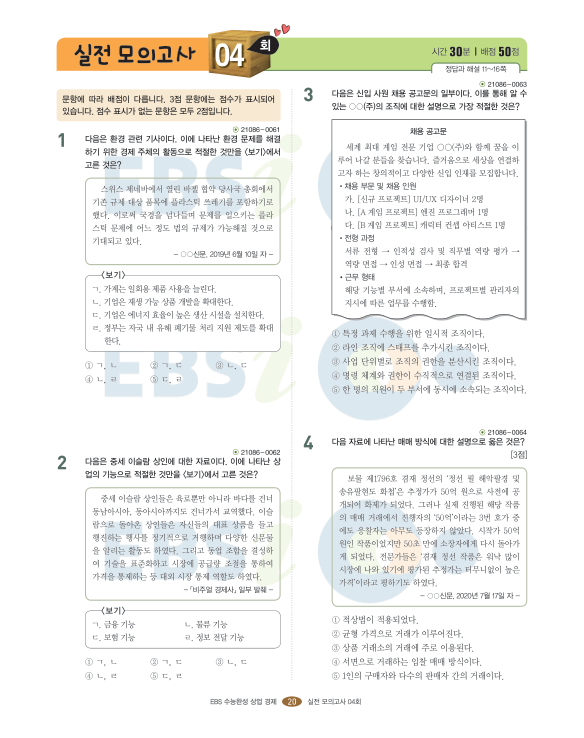 실전 모의고사 04 회
시간 30분 | 배점 50점
정답과 해설 11~16쪽
문항에 따라 배점이 다릅니다. 3점 문항에는 점수가 표시되어
있습니다. 점수 표시가 없는 문항은 모두 2점입니다.
21086-0061
1 다음은 환경 관련 기사이다. 이에 나타난 환경 문제를 해결
하기 위한 경제 주체의 활동으로 적절한 것만을 <보기>에서
고른 것은?
스위스 제네바에서 열린 바젤 협약 당사국 총회에서
기존 규제 대상 품목에 플라스틱 쓰레기를 포함하기로
했다. 이로써 국경을 넘나들며 문제를 일으키는 플라
스틱 문제에 어느 정도 법의 규제가 가능해질 것으로
기대되고 있다.
- ○○신문, 2019년 6월 10일 자 -
<보기>
ㄱ. 가계는 일회용 제품 사용을 늘린다.
ㄴ. 기업은 재생 가능 상품 개발을 확대한다.
ㄷ. 기업은 에너지 효율이 높은 생산 시설을 설치한다.
ㄹ. 정부는 자국 내 유해 폐기물 처리 지원 제도를 확대
한다.
① ㄱ, ㄴ ② ㄱ, ㄷ ③ ㄴ, ㄷ
④ ㄴ, ㄹ ⑤ ㄷ, ㄹ
21086-0062
2 다음은 중세 이슬람 상인에 대한 자료이다. 이에 나타난 상
업의 기능으로 적절한 것만을 <보기>에서 고른 것은?
중세 이슬람 상인들은 육로뿐만 아니라 바다를 건너
동남아시아, 동아시아까지도 건너가서 교역했다. 이슬
람으로 돌아온 상인들은 자신들의 대표 상품을 들고
행진하는 행사를 정기적으로 거행하며 다양한 신문물
을 알리는 활동도 하였다. 그리고 동업 조합을 결성하
여 기술을 표준화하고 시장에 공급량 조절을 통하여
가격을 통제하는 등 대외 시장 통제 역할도 하였다.
- 「비주얼 경제사」, 일부 발췌 -
<보기>
ㄱ. 금융 기능 ㄴ. 물류 기능
ㄷ. 보험 기능 ㄹ. 정보 전달 기능
① ㄱ, ㄴ ② ㄱ, ㄷ ③ ㄴ, ㄷ
④ ㄴ, ㄹ ⑤ ㄷ, ㄹ
21086-0063
3 다음은 신입 사원 채용 공고문의 일부이다. 이를 통해 알 수
있는 ○○(주)의 조직에 대한 설명으로 가장 적절한 것은?
채용 공고문
세계 최대 게임 전문 기업 ○○(주)와 함께 꿈을 이
루어 나갈 분들을 찾습니다. 즐거움으로 세상을 연결하
고자 하는 창의적이고 다양한 신입 인재를 모집합니다.
• 채용 부문 및 채용 인원
가. [신규 프로젝트] UI/UX 디자이너 2명
나. [A 게임 프로젝트] 엔진 프로그래머 1명
다. [B 게임 프로젝트] 캐릭터 컨셉 아티스트 1명
• 전형 과정
서류 전형 → 인적성 검사 및 직무별 역량 평가 →
역량 면접 → 인성 면접 → 최종 합격
• 근무 형태
해당 기능별 부서에 소속하며, 프로젝트별 관리자의
지시에 따른 업무를 수행함.
① 특정 과제 수행을 위한 일시적 조직이다.
② 라인 조직에 스태프를 추가시킨 조직이다.
③ 사업 단위별로 조직의 권한을 분산시킨 조직이다.
④ 명령 체계와 권한이 수직적으로 연결된 조직이다.
⑤ 한 명의 직원이 두 부서에 동시에 소속되는 조직이다.
21086-0064
4 다음 자료에 나타난 매매 방식에 대한 설명으로 옳은 것은?
[3점]
보물 제1796호 겸재 정선의 ‘정선 필 해악팔경 및
송유팔현도 화첩’은 추정가가 50억 원으로 사전에 공
개되어 화제가 되었다. 그러나 실제 진행된 해당 작품
의 매매 거래에서 진행자의 ‘50억’이라는 3번 호가 중
에도 응찰자는 아무도 등장하지 않았다. 시작가 50억
원인 작품이었지만 50초 만에 소장자에게 다시 돌아가
게 되었다. 전문가들은 ‘겸재 정선 작품은 워낙 많이
시장에 나와 있기에 평가된 추정가는 터무니없이 높은
가격’이라고 평하기도 하였다.
- ○○신문, 2020년 7월 17일 자 -
① 적상법이 적용되었다.
② 균형 가격으로 거래가 이루어진다.
③ 상품 거래소의 거래에 주로 이용된다.
④ 서면으로 거래하는 입찰 매매 방식이다.
⑤ 1인의 구매자와 다수의 판매자 간의 거래이다.
EBS 수능완성 상업 경제 20 실전 모의고사 04회